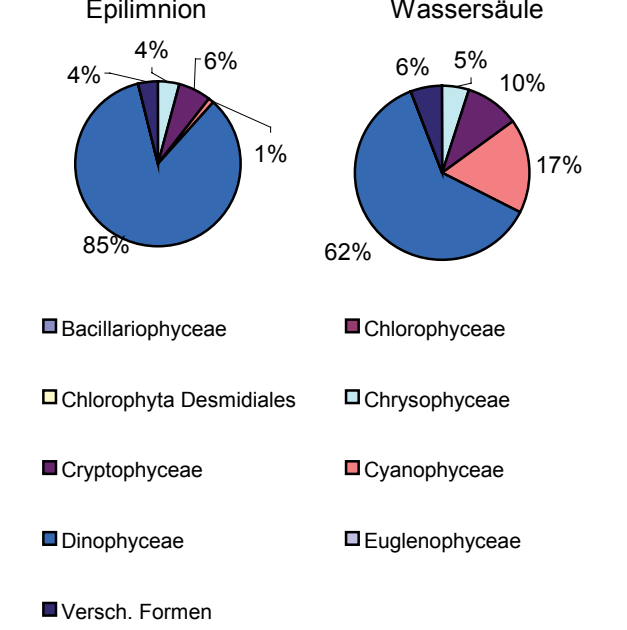 Epilimnion
Wassersäule
4%
4%
6%
1%
85%
6%
5%
10%
17%
62%
Bacillariophyceae
Chlorophyceae
Chlorophyta Desmidiales
Chrysophyceae
Cryptophyceae
Cyanophyceae
Dinophyceae
Euglenophyceae
Versch. Formen